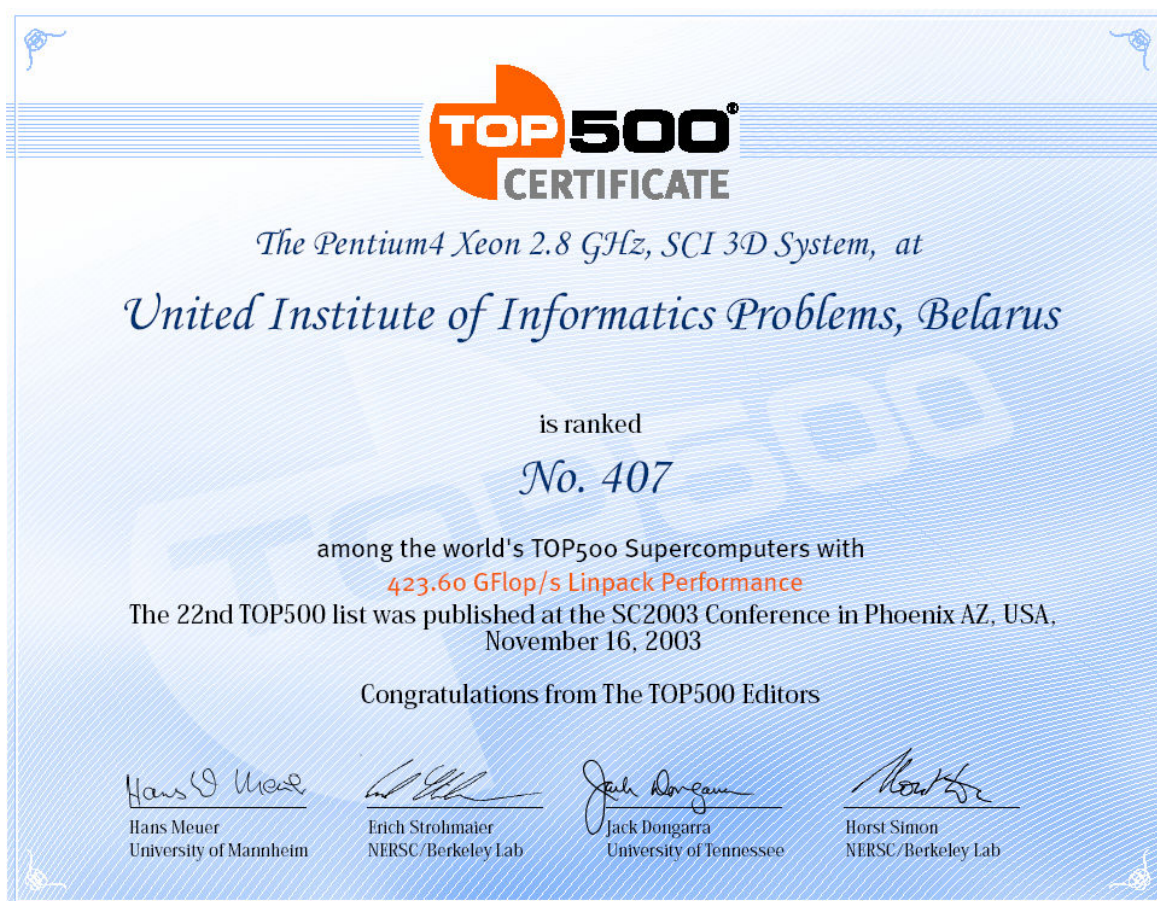 TOP500®
CERTIFICATE
The Pentium4 Xeon 2.8 GHz, SCI 3D System, at
United Institute of Informatics Problems, Belarus
is ranked
No. 407
among the world's TOP500 Supercomputers with
423.60 GFlop/s Linpack Performance
The 22nd TOP500 list was published at the SC2003 Conference in Phoenix AZ, USA,
November 16, 2003
Congratulations from The TOP500 Editors
Hans Meuer
University of Mannheim
Erich Strohmaier
NERSC/Berkeley Lab
Jack Dongarra
University of Tennessee
Horst Simon
NERSC/Berkeley Lab